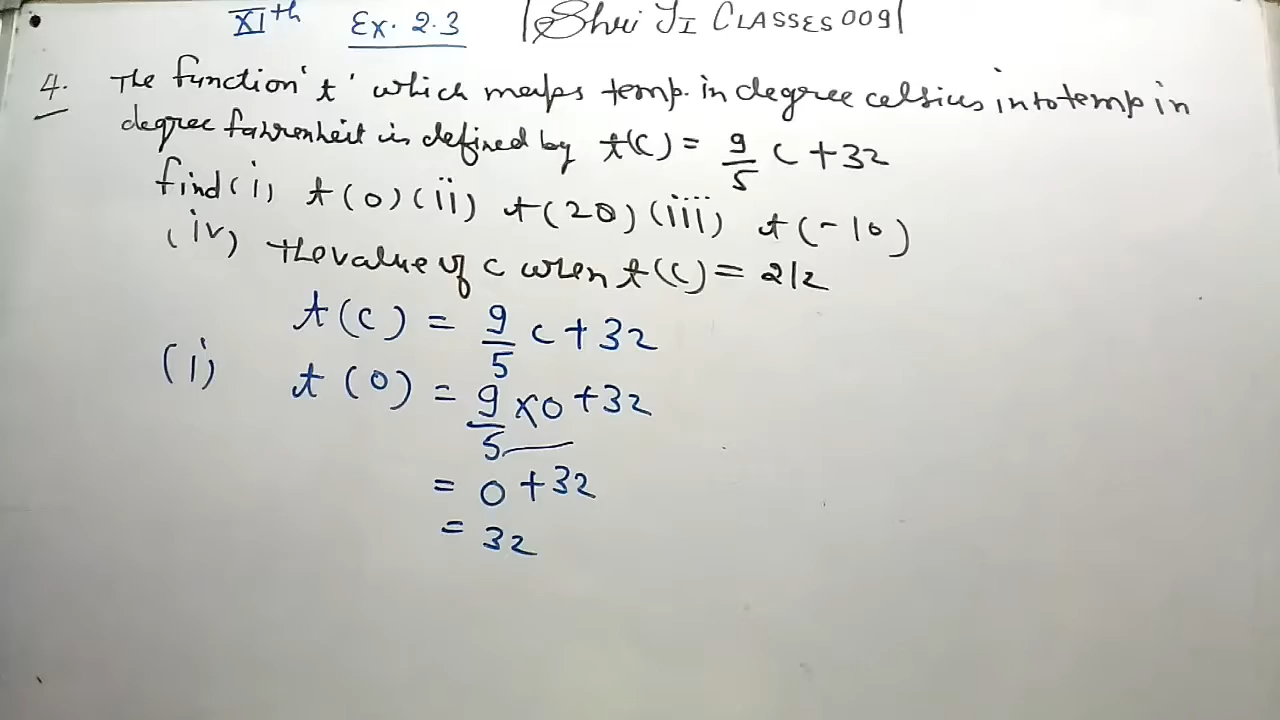 XIth Ex. 2.3 |Shri JI CLASSES 009|
4. The function 't' which maps temp. in degree celsius into temp in
degree fahrenheit is defined by t(C) = 9/5 C + 32
find (i) t(0) (ii) t(20) (iii) t(-10)
(iv) the value of C when t(C) = 212
t(C) = 9/5 C + 32
(i) t(0) = 9/5 × 0 + 32
= 0 + 32
= 32